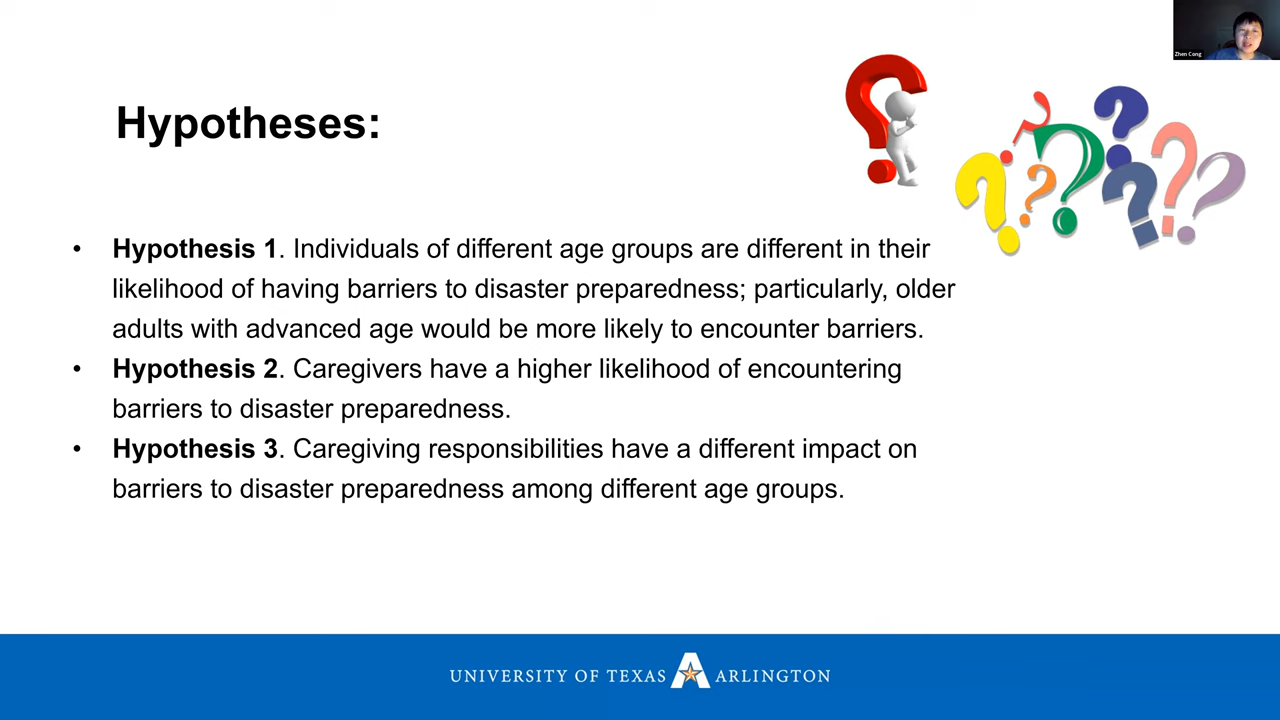 Zhen Cong
Hypotheses:
• Hypothesis 1. Individuals of different age groups are different in their
likelihood of having barriers to disaster preparedness; particularly, older
adults with advanced age would be more likely to encounter barriers.
• Hypothesis 2. Caregivers have a higher likelihood of encountering
barriers to disaster preparedness.
• Hypothesis 3. Caregiving responsibilities have a different impact on
barriers to disaster preparedness among different age groups.
UNIVERSITY OF TEXAS A ARLINGTON